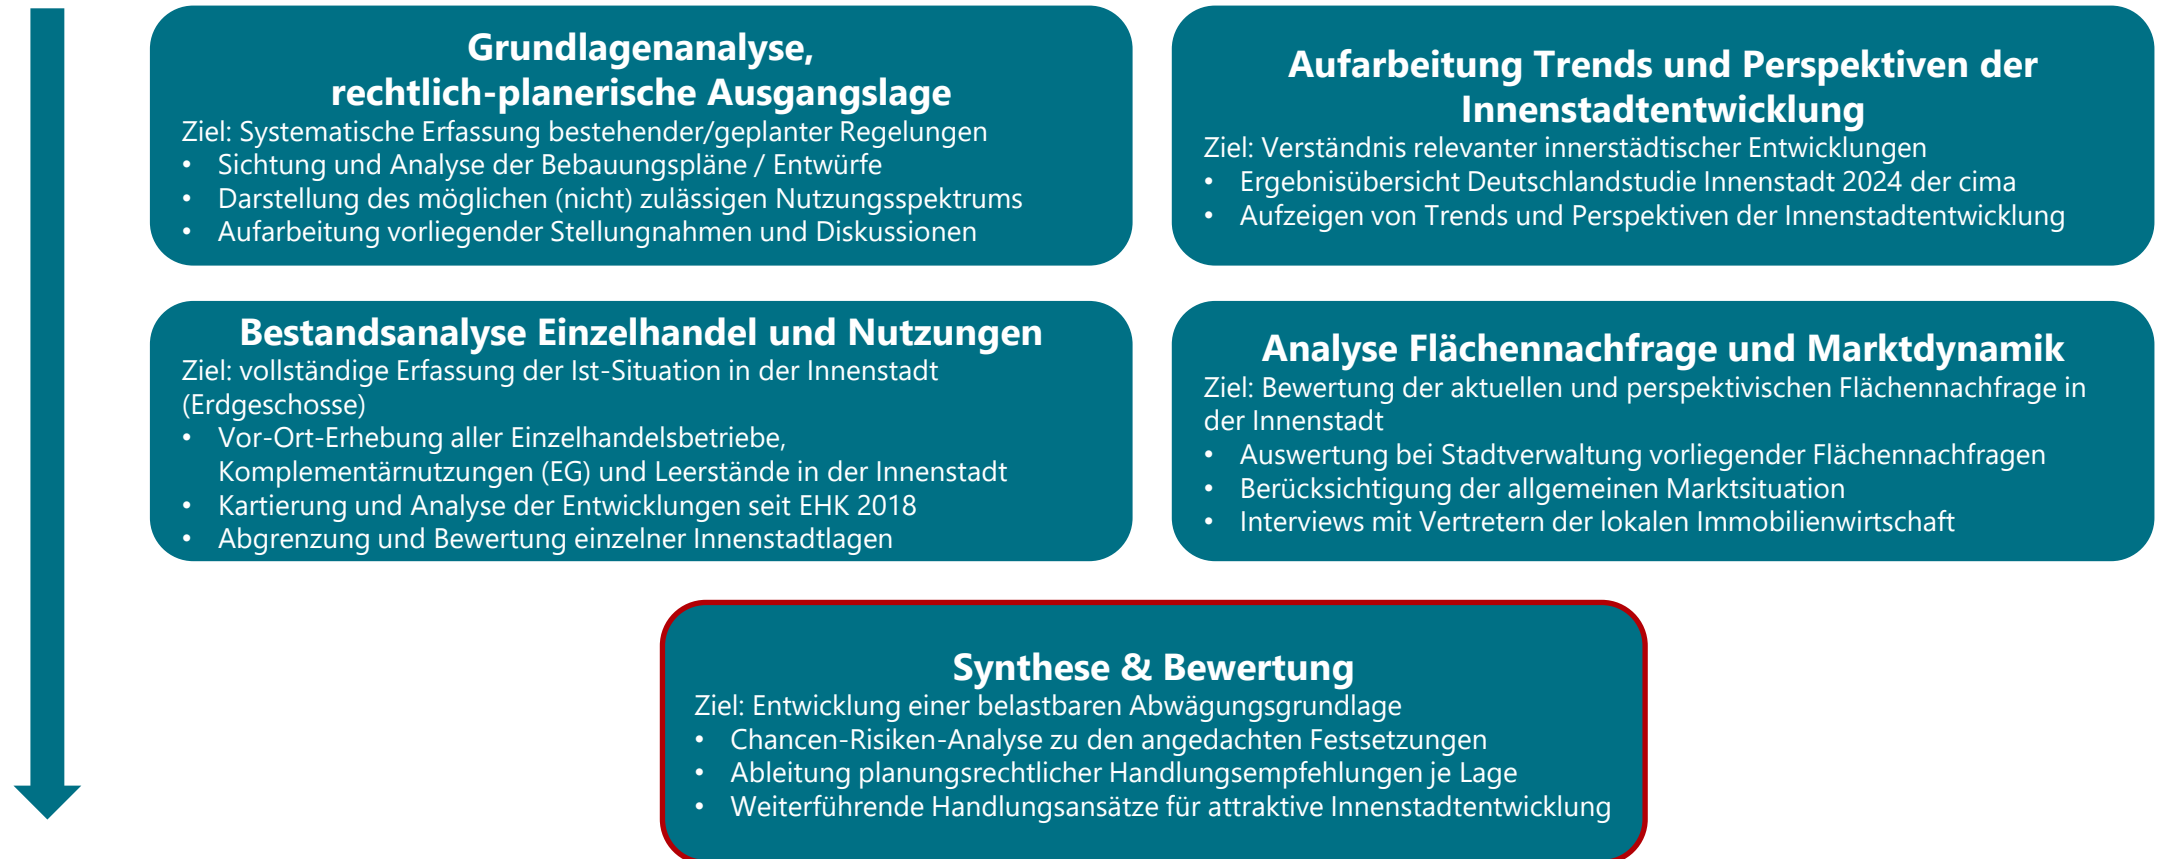 Grundlagenanalyse,
rechtlich-planerische Ausgangslage
Ziel: Systematische Erfassung bestehender/geplanter Regelungen
• Sichtung und Analyse der Bebauungspläne / Entwürfe
• Darstellung des möglichen (nicht) zulässigen Nutzungsspektrums
• Aufarbeitung vorliegender Stellungnahmen und Diskussionen
Aufarbeitung Trends und Perspektiven der
Innenstadtentwicklung
Ziel: Verständnis relevanter innerstädtischer Entwicklungen
• Ergebnisübersicht Deutschlandstudie Innenstadt 2024 der cima
• Aufzeigen von Trends und Perspektiven der Innenstadtentwicklung
Bestandsanalyse Einzelhandel und Nutzungen
Ziel: vollständige Erfassung der Ist-Situation in der Innenstadt
(Erdgeschosse)
• Vor-Ort-Erhebung aller Einzelhandelsbetriebe,
Komplementärnutzungen (EG) und Leerstände in der Innenstadt
• Kartierung und Analyse der Entwicklungen seit EHK 2018
• Abgrenzung und Bewertung einzelner Innenstadtlagen
Analyse Flächennachfrage und Marktdynamik
Ziel: Bewertung der aktuellen und perspektivischen Flächennachfrage in
der Innenstadt
• Auswertung bei Stadtverwaltung vorliegender Flächennachfragen
• Berücksichtigung der allgemeinen Marktsituation
• Interviews mit Vertretern der lokalen Immobilienwirtschaft
Synthese & Bewertung
Ziel: Entwicklung einer belastbaren Abwägungsgrundlage
• Chancen-Risiken-Analyse zu den angedachten Festsetzungen
• Ableitung planungsrechtlicher Handlungsempfehlungen je Lage
• Weiterführende Handlungsansätze für attraktive Innenstadtentwicklung